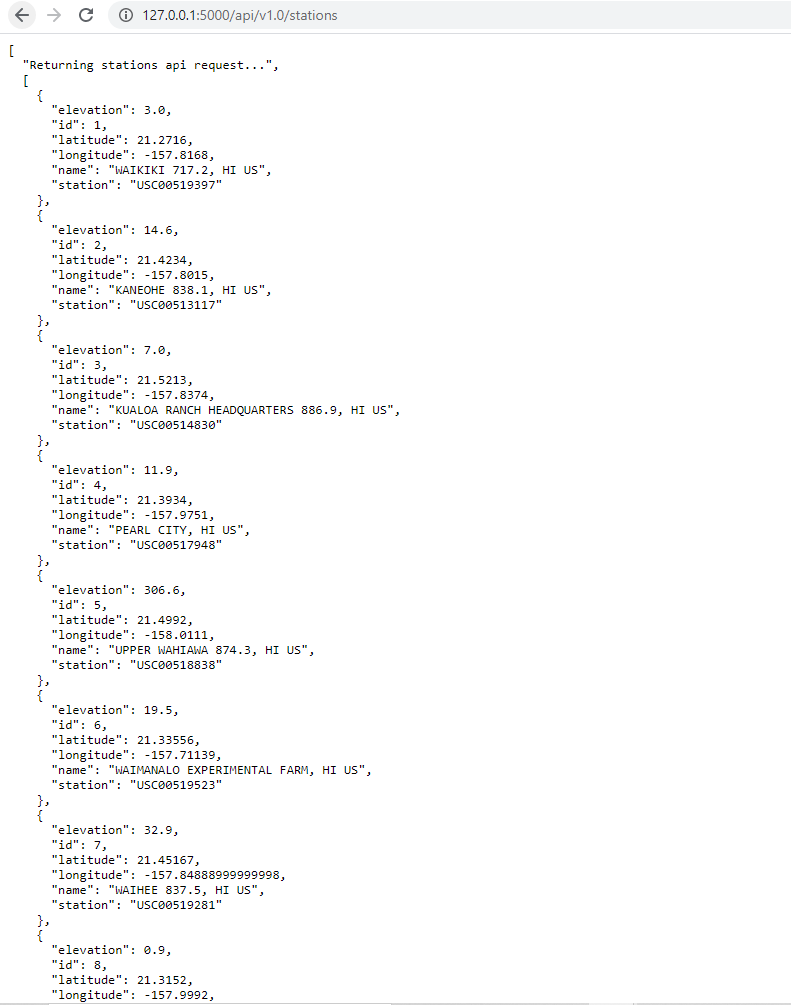 127.0.0.1:5000/api/v1.0/stations
[
"Returning stations api request...",
[
{
"elevation": 3.0,
"id": 1,
"latitude": 21.2716,
"longitude": -157.8168,
"name": "WAIKIKI 717.2, HI US",
"station": "USC00519397"
},
{
"elevation": 14.6,
"id": 2,
"latitude": 21.4234,
"longitude": -157.8015,
"name": "KANEOHE 838.1, HI US",
"station": "USC00513117"
},
{
"elevation": 7.0,
"id": 3,
"latitude": 21.5213,
"longitude": -157.8374,
"name": "KUALOA RANCH HEADQUARTERS 886.9, HI US",
"station": "USC00514830"
},
{
"elevation": 11.9,
"id": 4,
"latitude": 21.3934,
"longitude": -157.9751,
"name": "PEARL CITY, HI US",
"station": "USC00517948"
},
{
"elevation": 306.6,
"id": 5,
"latitude": 21.4992,
"longitude": -158.0111,
"name": "UPPER WAHIAWA 874.3, HI US",
"station": "USC00518838"
},
{
"elevation": 19.5,
"id": 6,
"latitude": 21.33556,
"longitude": -157.71139,
"name": "WAIMANALO EXPERIMENTAL FARM, HI US",
"station": "USC00519523"
},
{
"elevation": 32.9,
"id": 7,
"latitude": 21.45167,
"longitude": -157.84888999999998,
"name": "WAIHEE 837.5, HI US",
"station": "USC00519281"
},
{
"elevation": 0.9,
"id": 8,
"latitude": 21.3152,
"longitude": -157.9992,